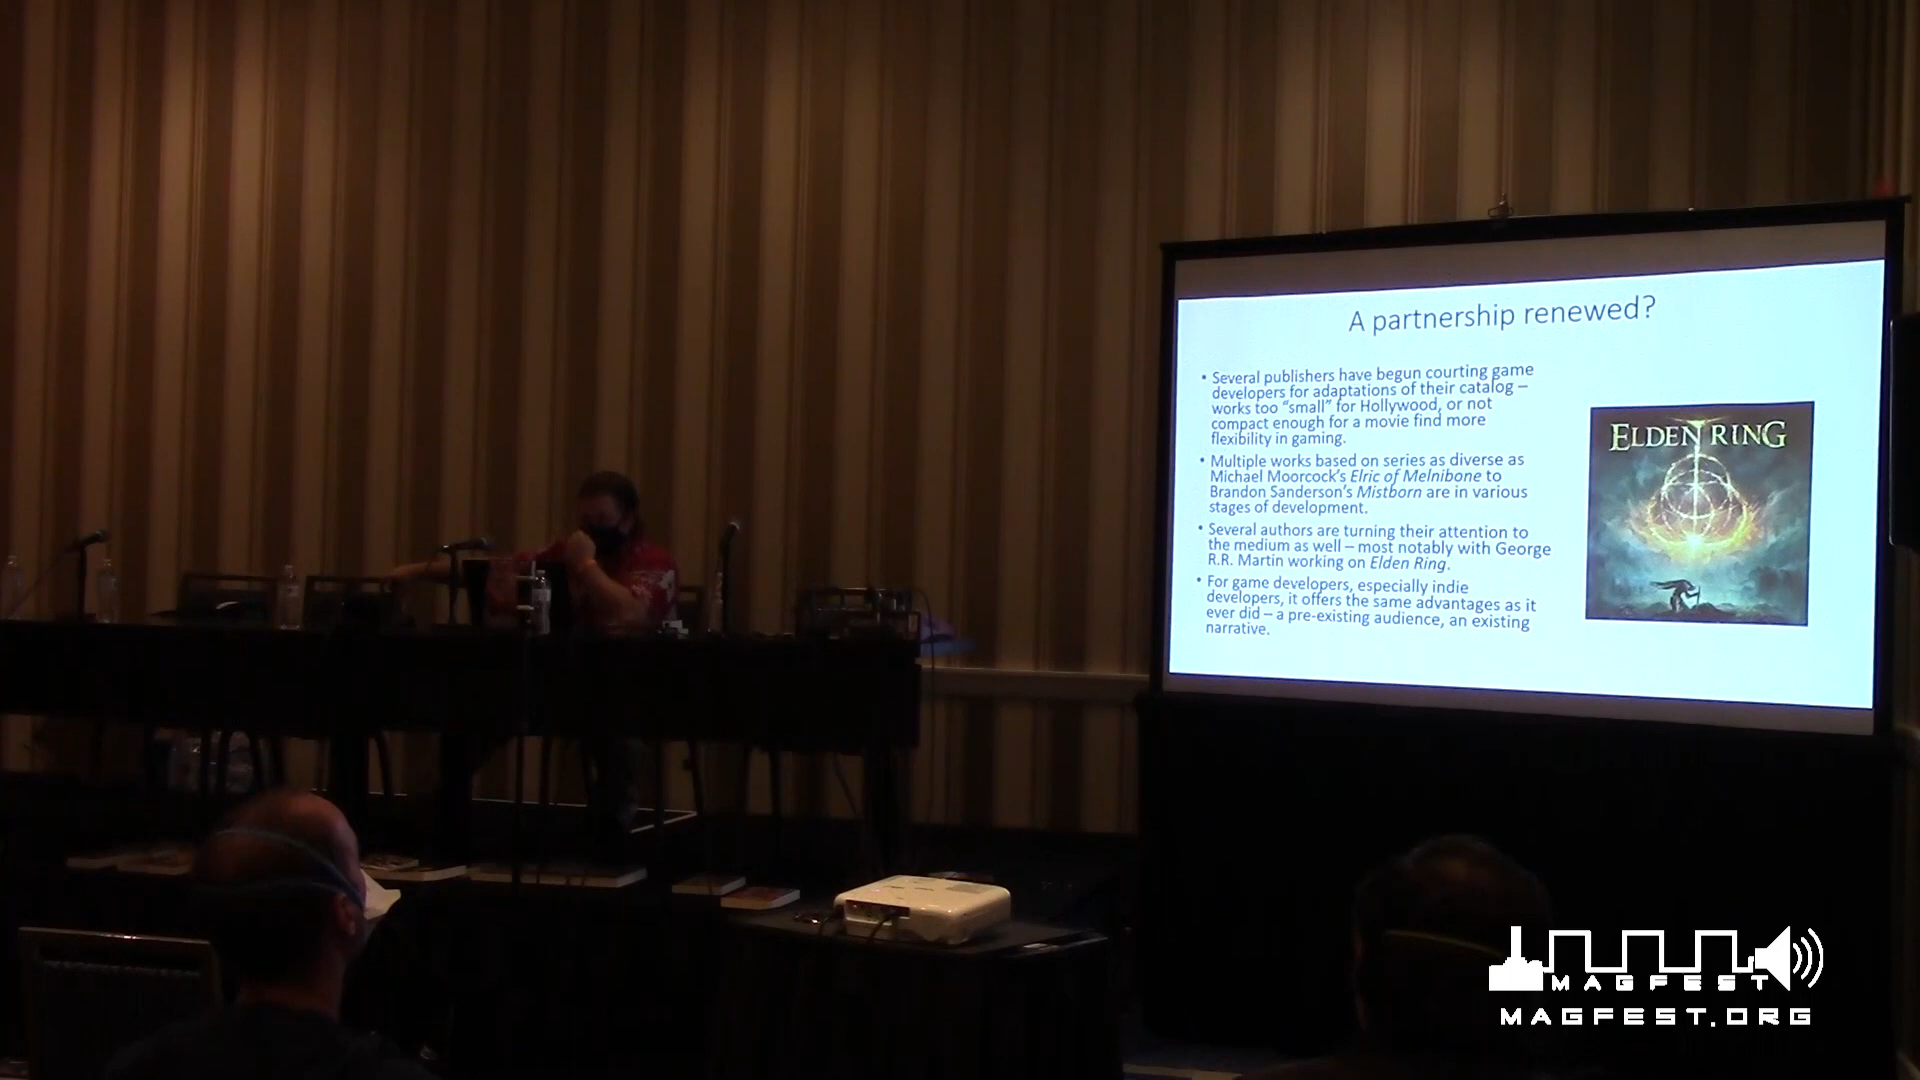 A partnership renewed?
• Several publishers have begun courting game
developers for adaptations of their catalog –
works too “small” for Hollywood, or not
compact enough for a movie find more
flexibility in gaming.
• Multiple works based on series as diverse as
Michael Moorcock’s Elric of Melnibone to
Brandon Sanderson’s Mistborn are in various
stages of development.
• Several authors are turning their attention to
the medium as well – most notably with George
R.R. Martin working on Elden Ring.
• For game developers, especially indie
developers, it offers the same advantages as it
ever did – a pre-existing audience, an existing
narrative.
ELDEN RING
MAGFEST
MAGFEST.ORG